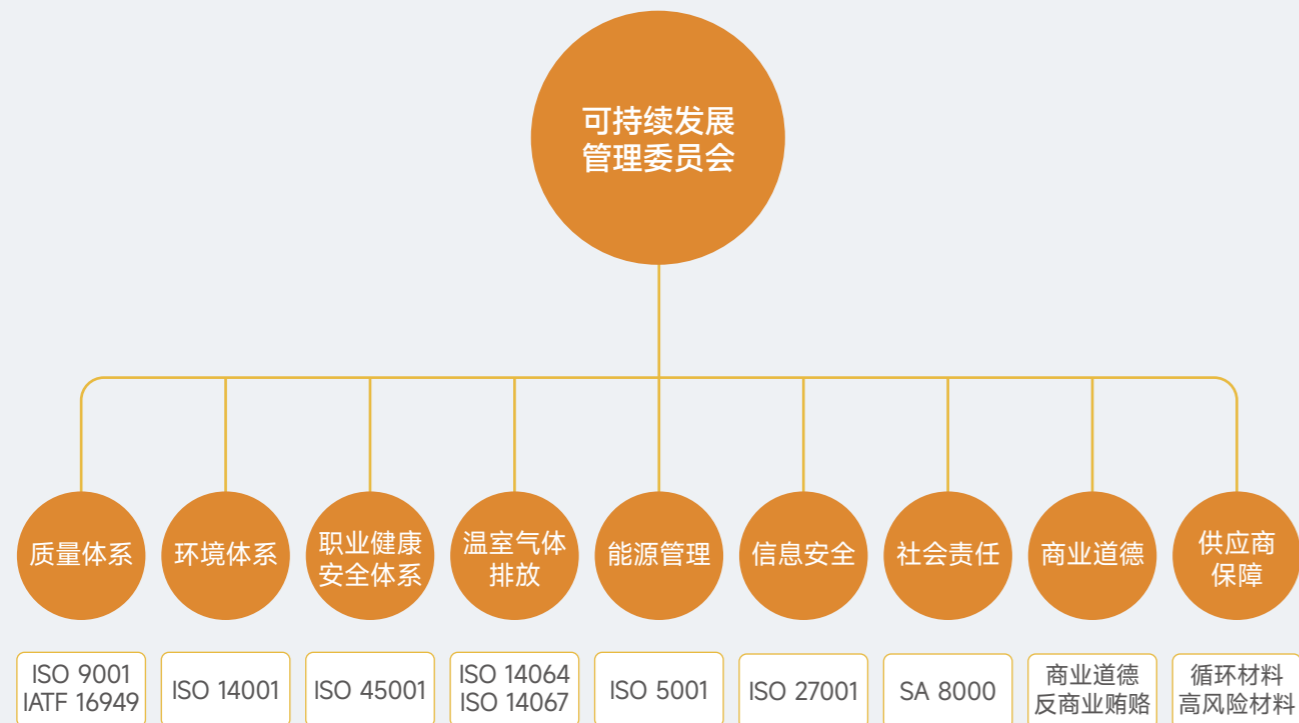 可持续发展
管理委员会
质量体系
环境体系
职业健康
安全体系
温室气体
排放
能源管理
信息安全
社会责任
商业道德
供应商
保障
ISO 9001
IATF 16949
ISO 14001
ISO 45001
ISO 14064
ISO 14067
ISO 5001
ISO 27001
SA 8000
商业道德
反商业贿赂
循环材料
高风险材料